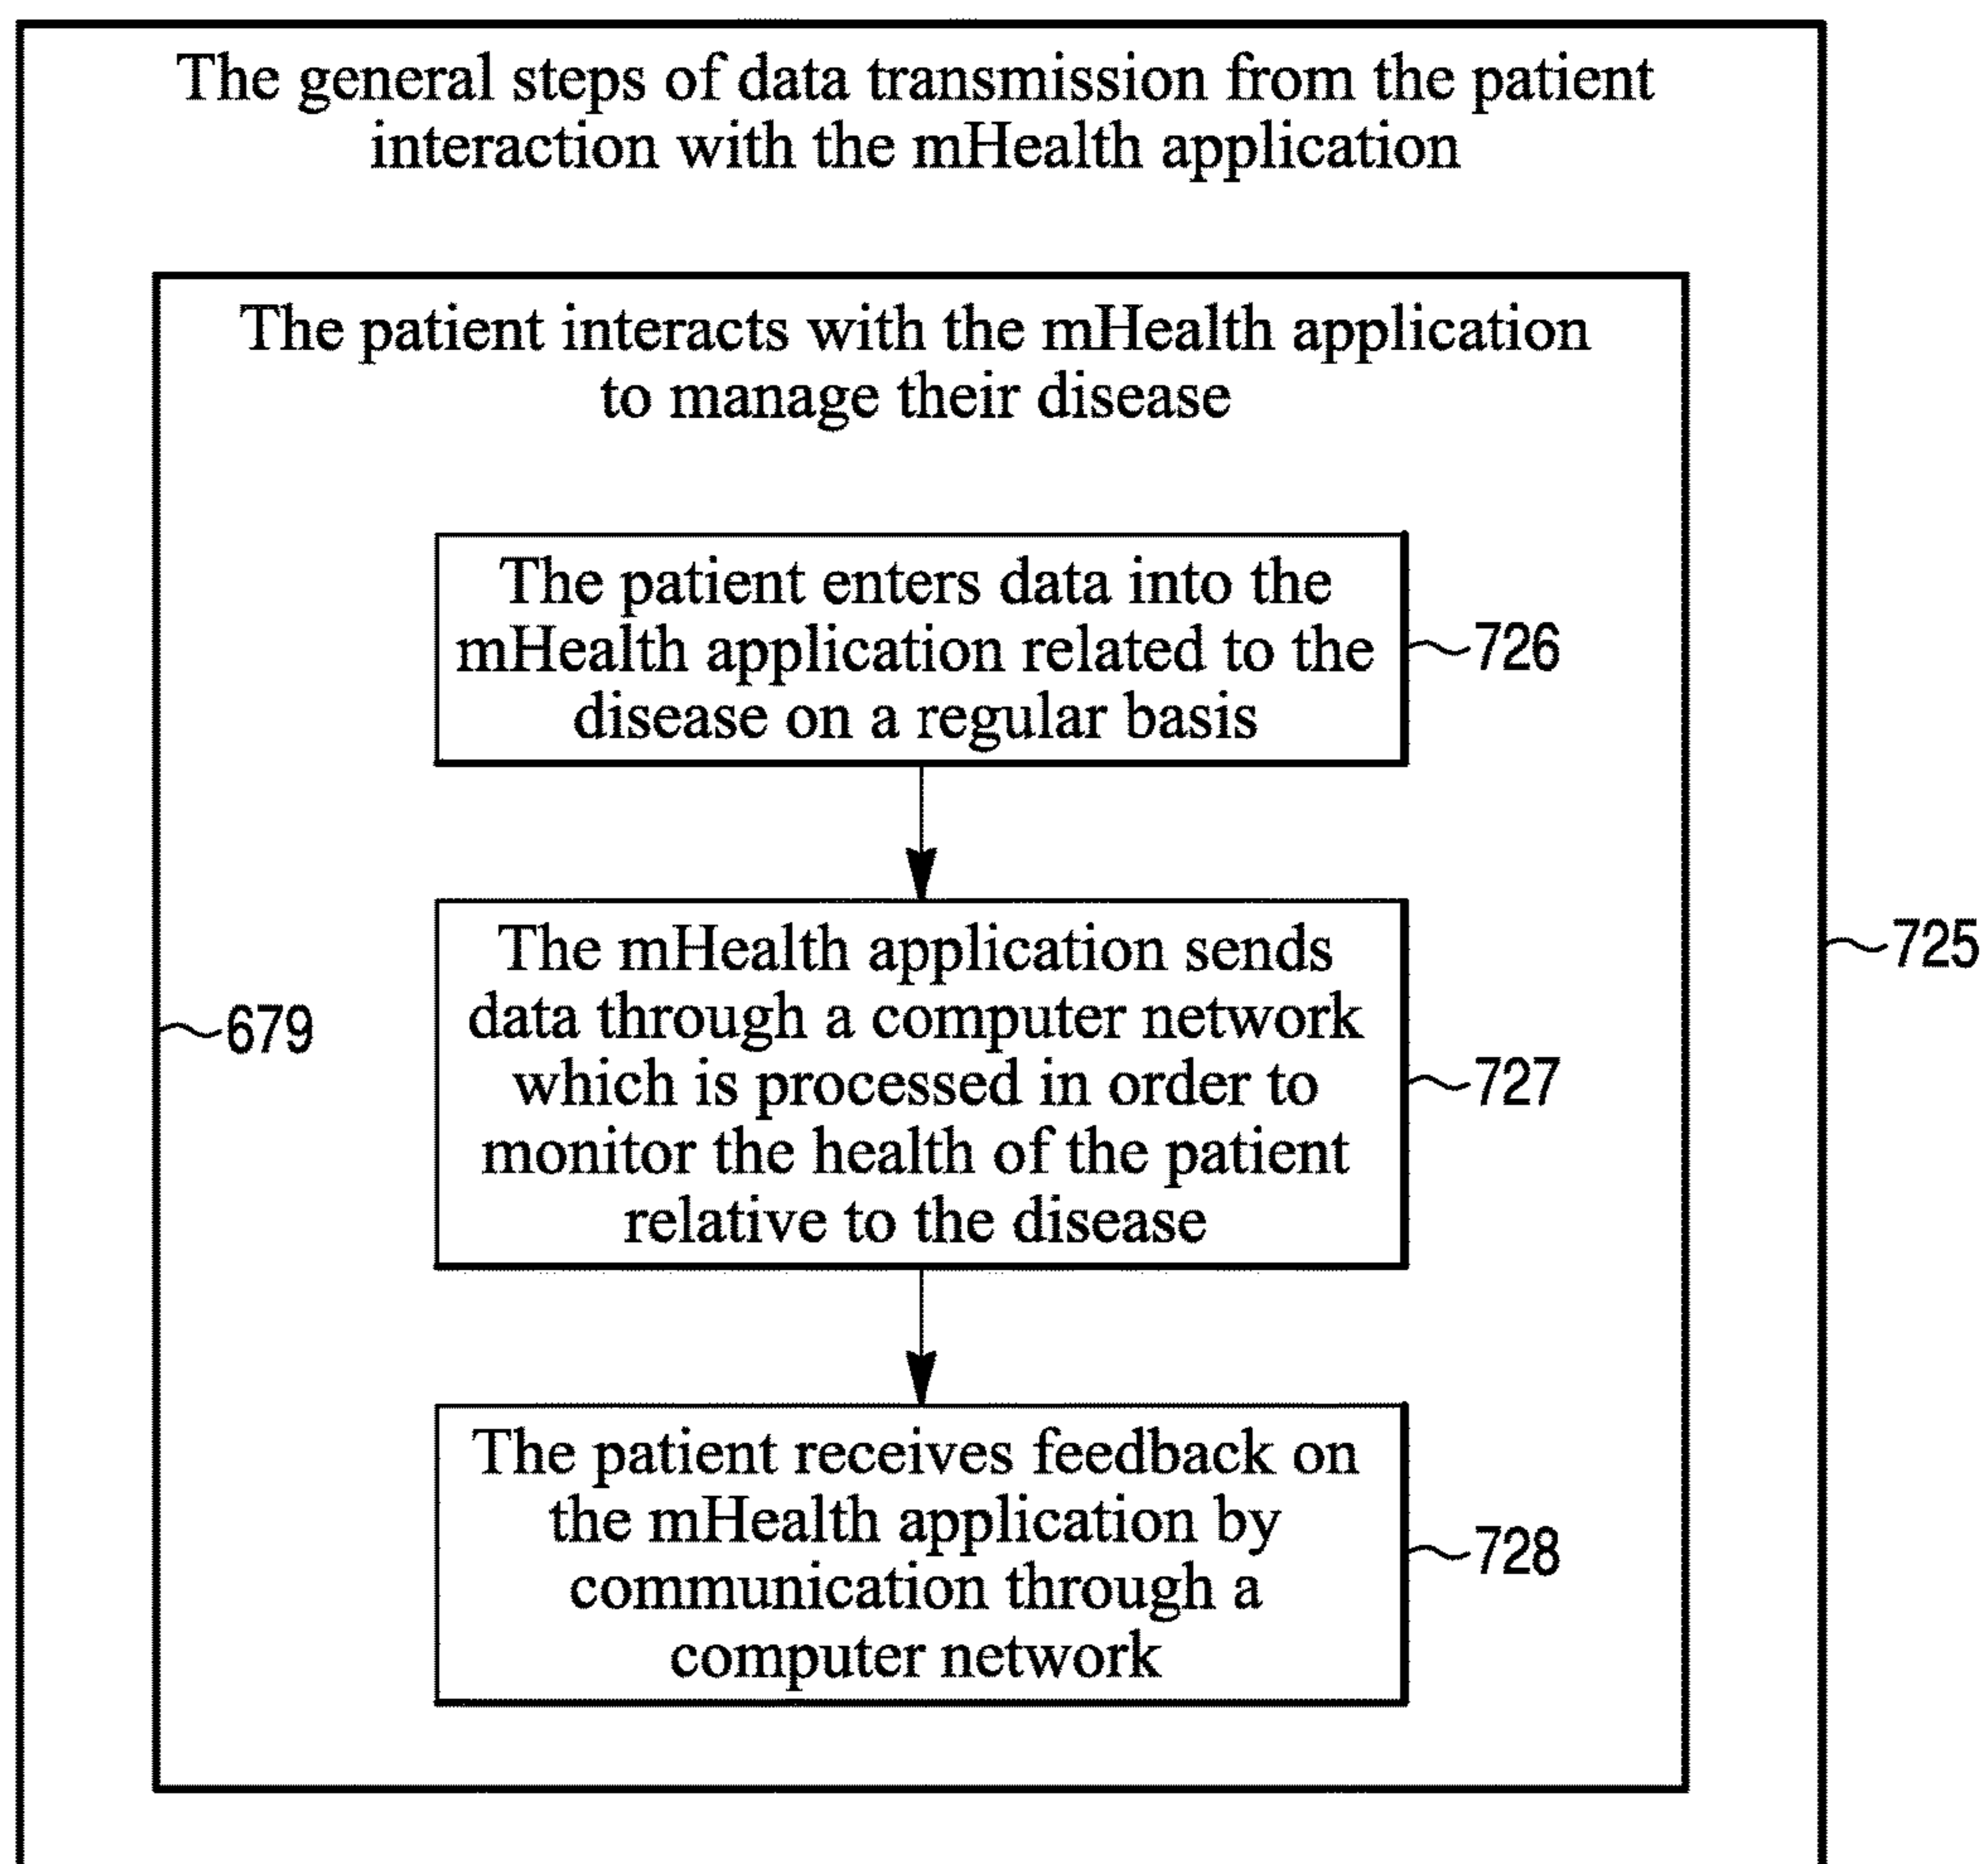 The general steps of data transmission from the patient
interaction with the mHealth application
The patient interacts with the mHealth application
to manage their disease
The patient enters data into the
mHealth application related to the
disease on a regular basis
726
The mHealth application sends
data through a computer network
which is processed in order to
monitor the health of the patient
relative to the disease
727
725
679
The patient receives feedback on
the mHealth application by
communication through a
computer network
728